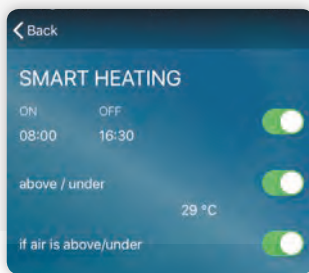 Back
SMART HEATING
ON OFF
08:00 16:30
above / under
29 °C
if air is above/under